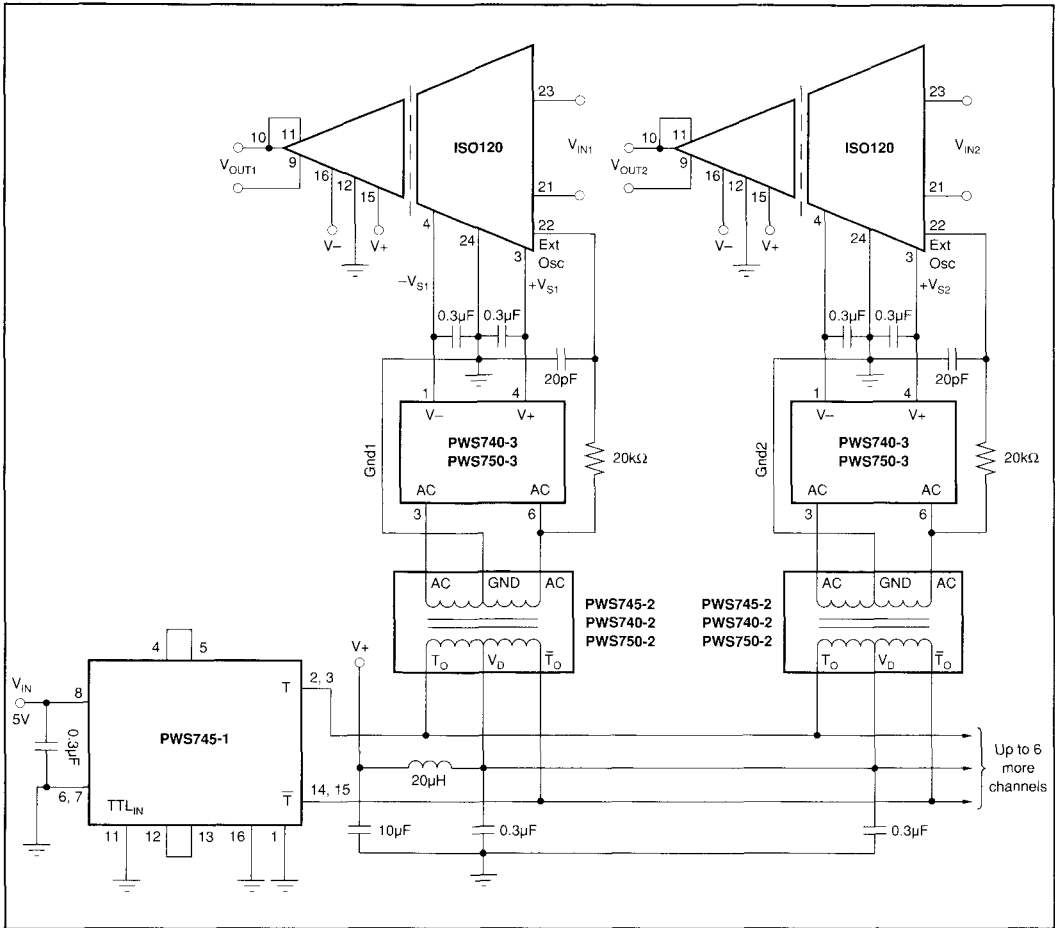 ISO120
23
V_IN1
21
22
Ext
Osc
10
11
9
V_OUT1
16
12
15
V−
V+
4
24
3
−V_S1
+V_S1
0.3µF
0.3µF
20pF
1
4
V−
V+
PWS740-3
PWS750-3
AC
AC
3
6
Gnd1
20kΩ
AC
GND
AC
T_O
V_D
T̅_O
PWS745-2
PWS740-2
PWS750-2
ISO120
23
V_IN2
21
22
Ext
Osc
10
11
9
V_OUT2
16
12
15
V−
V+
4
24
3
+V_S2
0.3µF
0.3µF
20pF
1
4
V−
V+
PWS740-3
PWS750-3
AC
AC
3
6
Gnd2
20kΩ
AC
GND
AC
T_O
V_D
T̅_O
PWS745-2
PWS740-2
PWS750-2
V_IN
5V
8
0.3µF
6, 7
4
5
T
2, 3
PWS745-1
T̅
14, 15
TTL_IN
11
12
13
16
1
V+
20µH
10µF
0.3µF
0.3µF
Up to 6
more
channels